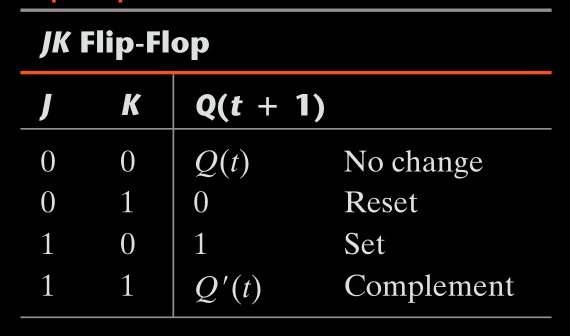 JK Flip-Flop
J K Q(t + 1)
0 0 Q(t) No change
0 1 0 Reset
1 0 1 Set
1 1 Q′(t) Complement